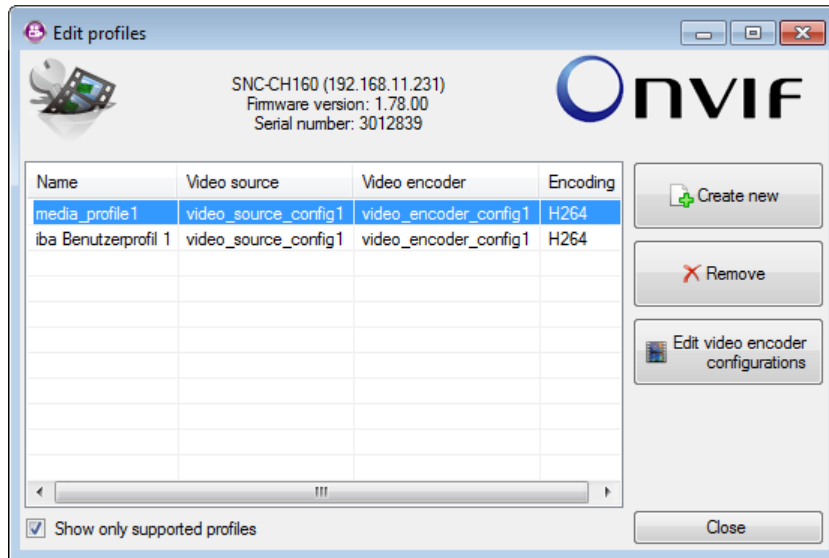 Edit profiles
SNC-CH160 (192.168.11.231)
Firmware version: 1.78.00
Serial number: 3012839
ONVIF
Name Video source Video encoder Encoding
media_profile1 video_source_config1 video_encoder_config1 H264
iba Benutzerprofil 1 video_source_config1 video_encoder_config1 H264
Create new
Remove
Edit video encoder
configurations
Show only supported profiles
Close